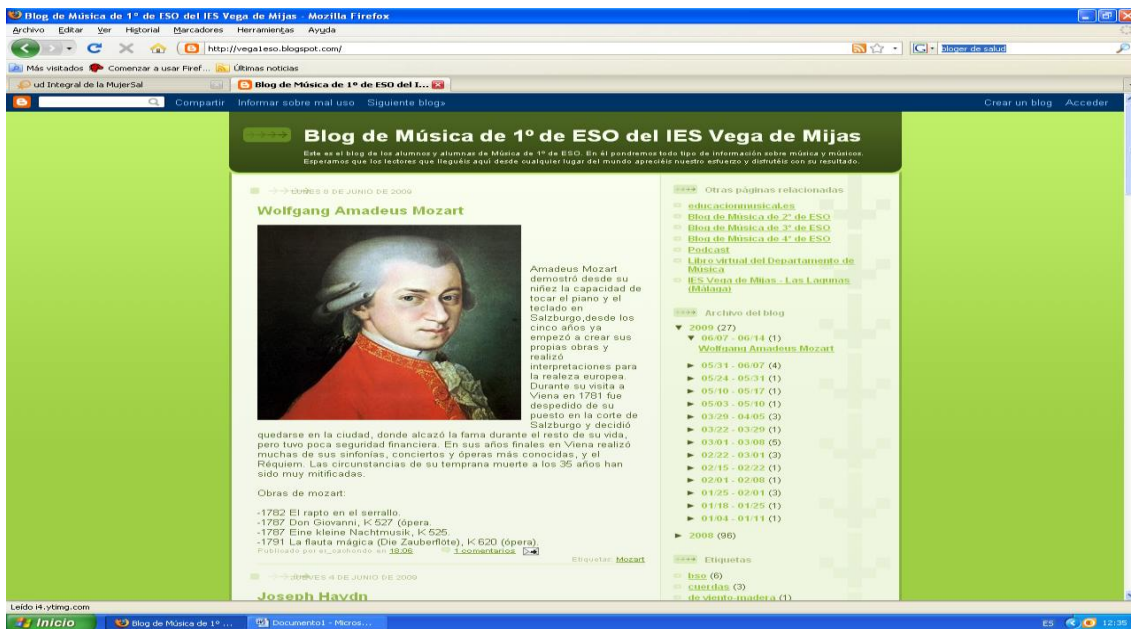 Blog de Música de 1º de ESO del IES Vega de Mijas - Mozilla Firefox
Archivo Editar Ver Historial Marcadores Herramientas Ayuda
http://vega1eso.blogspot.com/
bloger de salud
Más visitados Comenzar a usar Firef... Últimas noticias
ud Integral de la MujerSal
Blog de Música de 1º de ESO del I...
Compartir Informar sobre mal uso Siguiente blog»
Crear un blog Acceder
Blog de Música de 1º de ESO del IES Vega de Mijas
Este es el blog de los alumnos y alumnas de Música de 1º de ESO. En él pondremos todo tipo de información sobre música y músicos.
Esperamos que los lectores que lleguéis aquí desde cualquier lugar del mundo apreciéis nuestro esfuerzo y disfrutéis con su resultado.
8 DE JUNIO DE 2009
Wolfgang Amadeus Mozart
Amadeus Mozart
demostró desde su
niñez la capacidad de
tocar el piano y el
teclado en
Salzburgo,desde los
cinco años ya
empezó a crear sus
propias obras y
realizó
interpretaciones para
la realeza europea.
Durante su visita a
Viena en 1781 fue
despedido de su
puesto en la corte de
Salzburgo y decidió
quedarse en la ciudad, donde alcazó la fama durante el resto de su vida,
pero tuvo poca seguridad financiera. En sus años finales en Viena realizó
muchas de sus sinfonías, conciertos y óperas más conocidas, y el
Réquiem. Las circunstancias de su temprana muerte a los 35 años han
sido muy mitificadas.
Obras de mozart:
-1782 El rapto en el serrallo.
-1787 Don Giovanni, K 527 (ópera.
-1787 Eine kleine Nachtmusik, K 525.
-1791 La flauta mágica (Die Zauberflöte), K 620 (ópera).
Publicado por el_cachondo en 18:06 1 comentarios
Etiquetas: Mozart
4 DE JUNIO DE 2009
Joseph Haydn
Otras páginas relacionadas
educacionmusical.es
Blog de Música de 2º de ESO
Blog de Música de 3º de ESO
Blog de Música de 4º de ESO
Podcast
Libro virtual del Departamento de
Música
IES Vega de Mijas - Las Lagunas
(Málaga)
Archivo del blog
▼ 2009 (27)
▼ 06/07 - 06/14 (1)
Wolfgang Amadeus Mozart
► 05/31 - 06/07 (4)
► 05/24 - 05/31 (1)
► 05/10 - 05/17 (1)
► 05/03 - 05/10 (1)
► 03/29 - 04/05 (3)
► 03/22 - 03/29 (1)
► 03/01 - 03/08 (5)
► 02/22 - 03/01 (3)
► 02/15 - 02/22 (1)
► 02/01 - 02/08 (1)
► 01/25 - 02/01 (3)
► 01/18 - 01/25 (1)
► 01/04 - 01/11 (1)
► 2008 (96)
Etiquetas
bso (6)
cuerdas (3)
de viento-madera (1)
Leído i4.ytimg.com
Inicio
Blog de Música de 1º ...
Documento1 - Micros...
ES 12:35